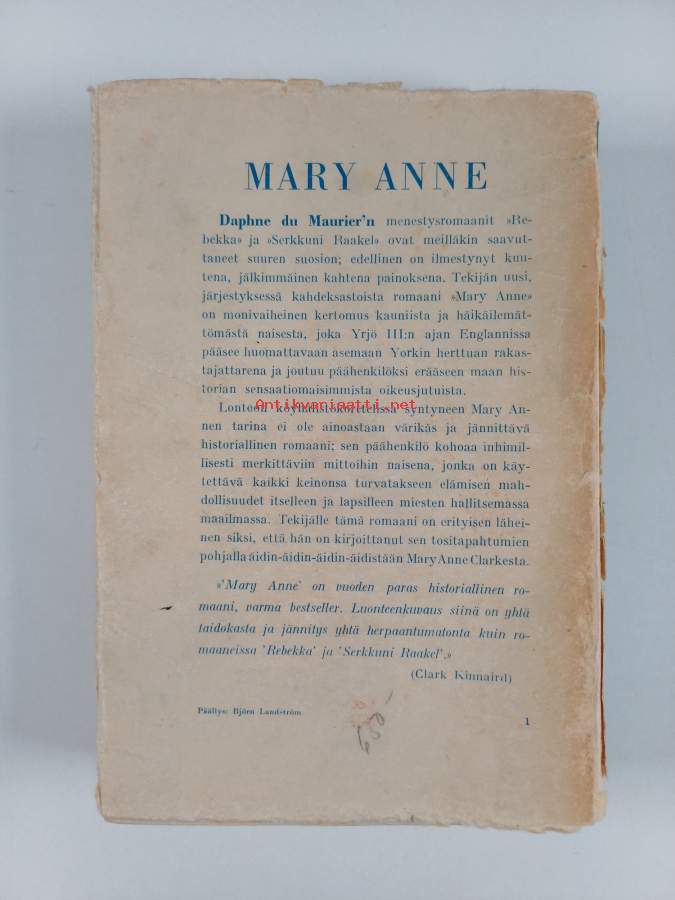 MARY ANNE
Daphne du Maurier'n menestysromaanit »Re-
bekka» ja »Serkkuni Raakel» ovat meilläkin saavut-
taneet suuren suosion; edellinen on ilmestynyt kuu-
tena, jälkimmäinen kahtena painoksena. Tekijän uusi,
järjestyksessä kahdeksastoista romaani »Mary Anne»
on monivaiheinen kertomus kauniista ja häikäilemät-
tömästä naisesta, joka Yrjö III:n ajan Englannissa
pääsee huomattavaan asemaan Yorkin herttuan rakas-
tajattarena ja joutuu päähenkilöksi erääseen maan his-
torian sensaatiomaisimmista oikeusjutuista.
Antikvariaatti.net
Lontoon käymistökortelissa syntyneen Mary An-
nen tarina ei ole ainoastaan värikäs ja jännittävä
historiallinen romaani; sen päähenkilö kohoaa inhimil-
lisesti merkittäviin mittoihin naisena, jonka on käy-
tettävä kaikki keinonsa turvatakseen elämisen mah-
dollisuudet itselleen ja lapsilleen miesten hallitsemassa
maailmassa. Tekijälle tämä romaani on erityisen lähei-
nen siksi, että hän on kirjoittanut sen tositapahtumien
pohjalla äidin-äidin-äidin-äidistään Mary Anne Clarkesta.
»'Mary Anne' on vuoden paras historiallinen ro-
maani, varma bestseller. Luonteenkuvaus siinä on yhtä
taidokasta ja jännitys yhtä herpaantumatonta kuin ro-
maaneissa 'Rebekka' ja 'Serkkuni Raakel'.»
(Clark Kinnaird)
Päällys: Björn Landström
1